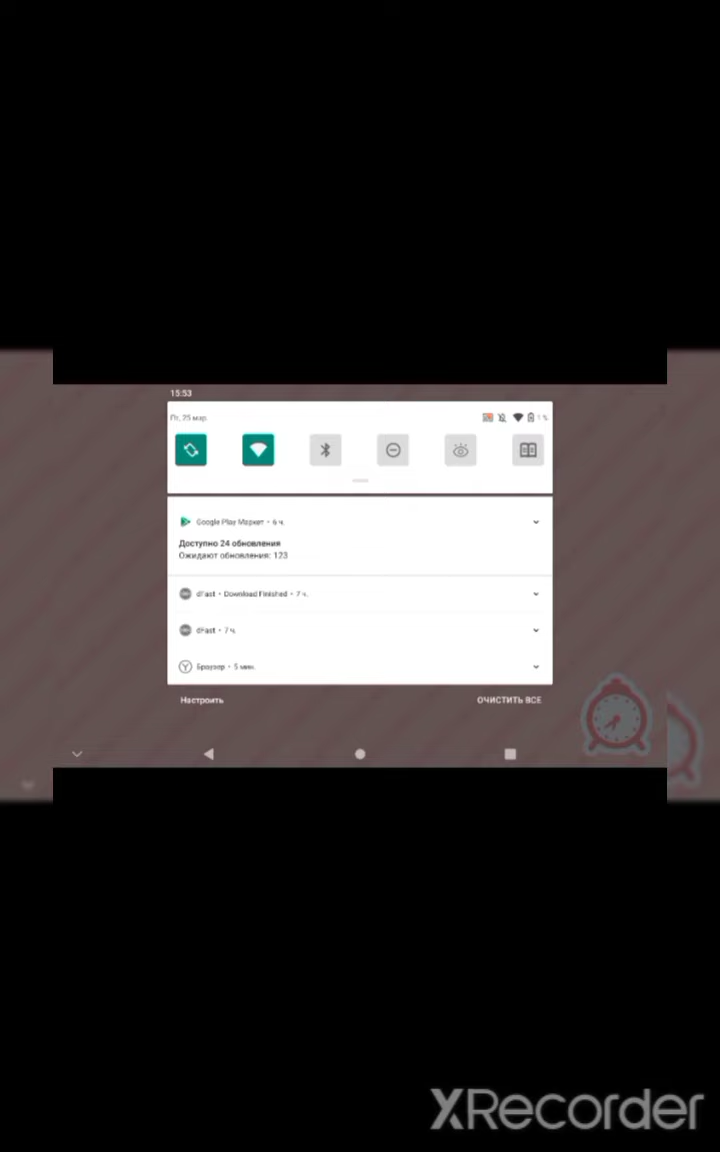 15:53
Пт, 25 мар.
1 %
Google Play Маркет • 6 ч.
Доступно 24 обновления
Ожидают обновления: 123
dFast • Download Finished • 7 ч.
dFast • 7 ч.
Браузер • 5 мин.
Настроить
ОЧИСТИТЬ ВСЕ
XRecorder